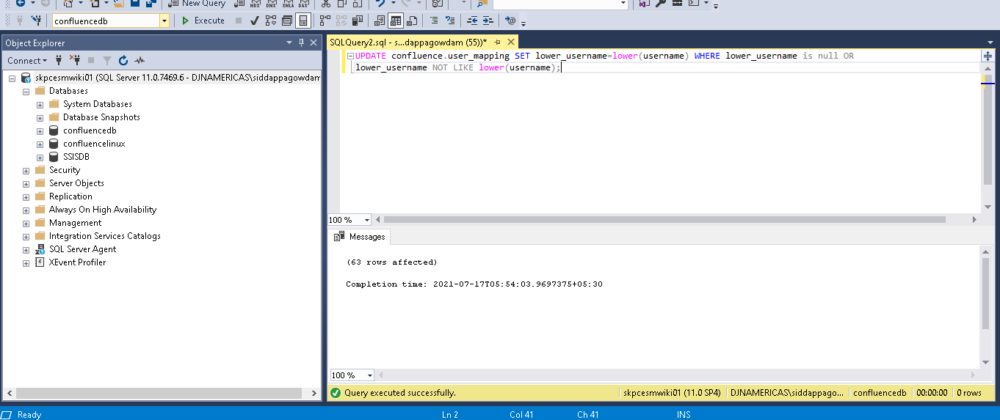 New Query
MDX DMX XMLA DAX
confluencedb
Execute
Object Explorer
Connect
skpcesmwiki01 (SQL Server 11.0.7469.6 - DJNAMERICAS\siddappagowdam
Databases
System Databases
Database Snapshots
confluencedb
confluencelinux
SSISDB
Security
Server Objects
Replication
Always On High Availability
Management
Integration Services Catalogs
SQL Server Agent
XEvent Profiler
SQLQuery2.sql - s...dappagowdam (55))*
UPDATE confluence.user_mapping SET lower_username=lower(username) WHERE lower_username is null OR
lower_username NOT LIKE lower(username);
100 %
Messages
(63 rows affected)
Completion time: 2021-07-17T05:54:03.9697375+05:30
100 %
Query executed successfully.
skpcesmwiki01 (11.0 SP4) DJNAMERICAS\siddappago... confluencedb 00:00:00 0 rows
Ready Ln 2 Col 41 Ch 41 INS